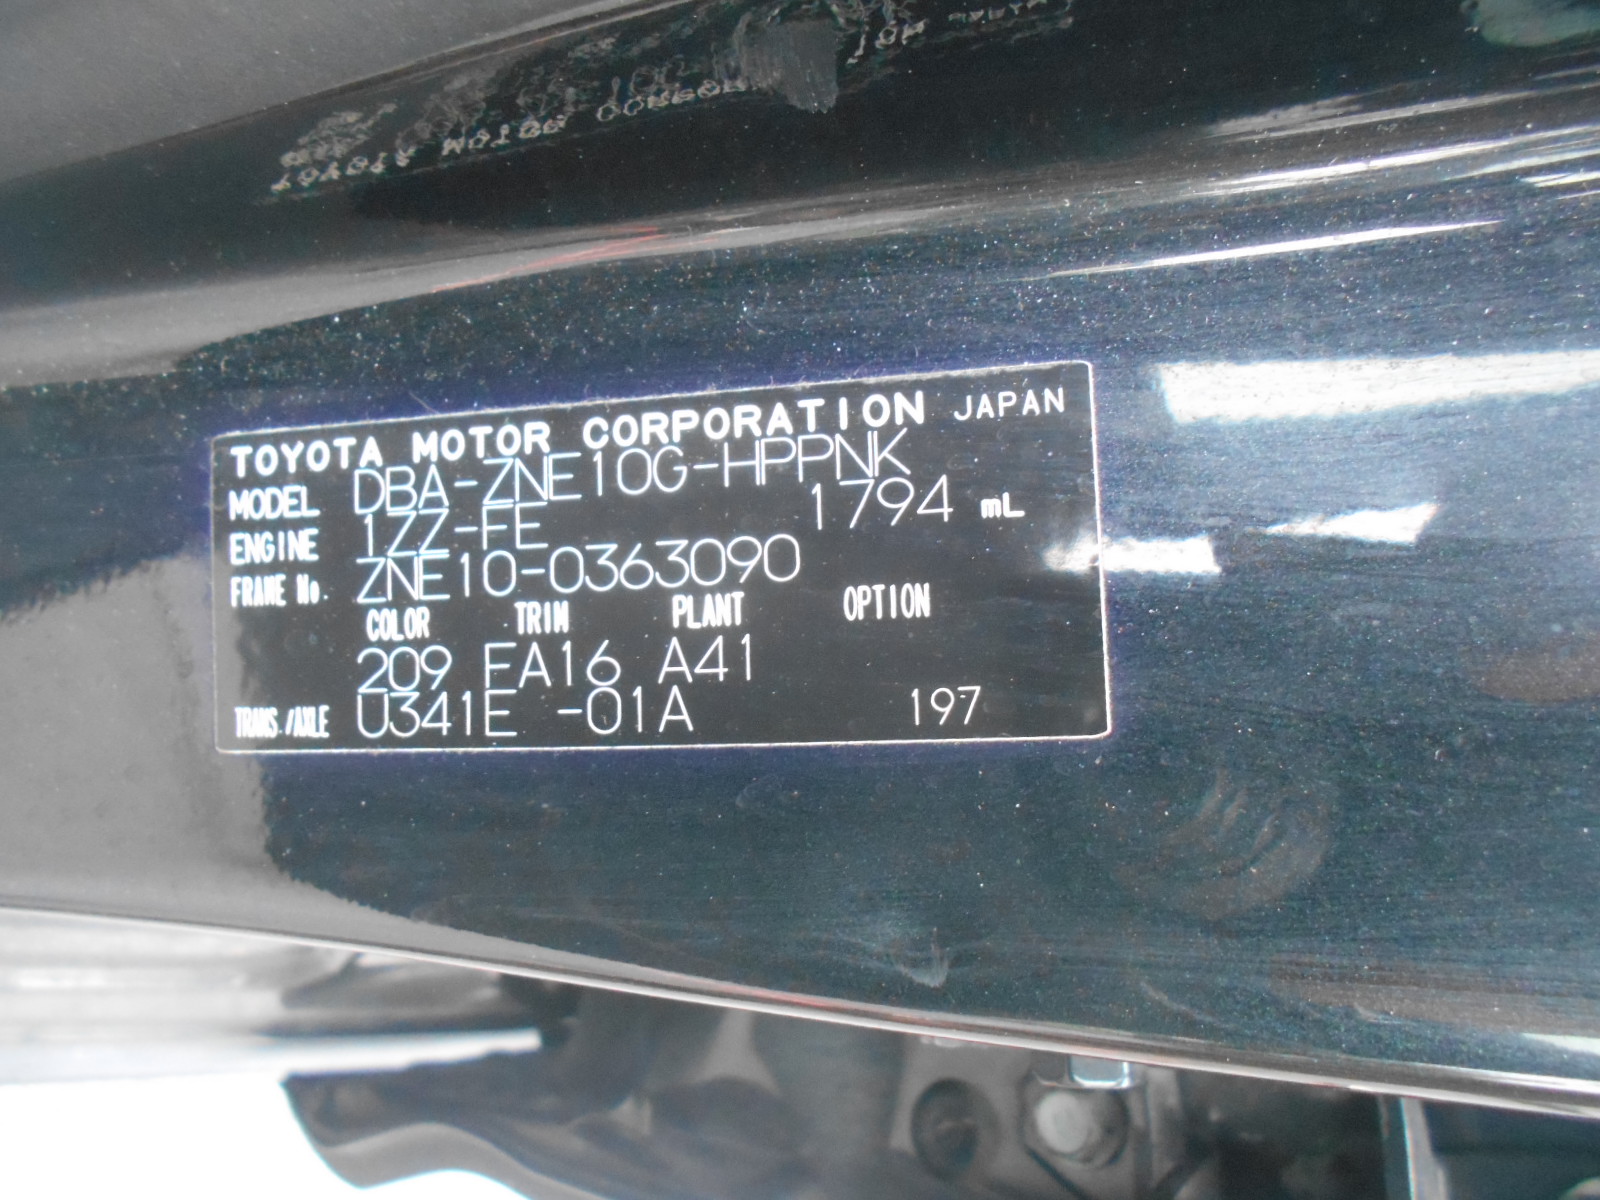 TOYOTA MOTOR CORPORATION JAPAN
MODEL DBA-ZNE10G-HPPNK
ENGINE 1ZZ-FE 1794 mL
FRAME No. ZNE10-0363090
COLOR TRIM PLANT OPTION
209 FA16 A41
TRANS./AXLE U341E -01A 197